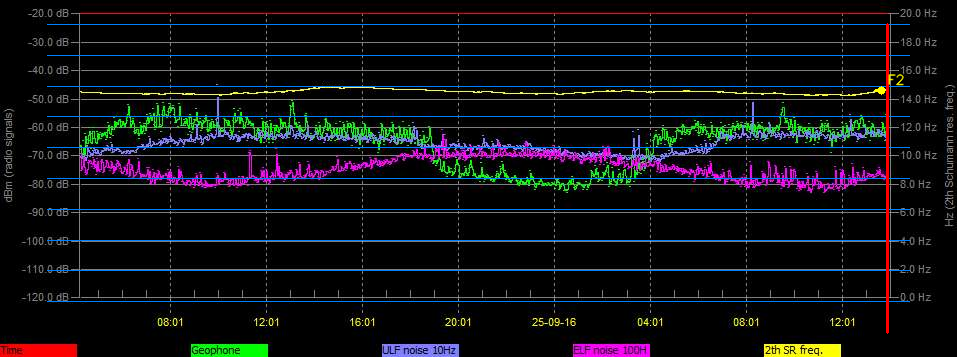 -20.0 dB 20.0 Hz
-30.0 dB 18.0 Hz
-40.0 dB 16.0 Hz
F2
-50.0 dB 14.0 Hz
-60.0 dB 12.0 Hz
-70.0 dB 10.0 Hz
-80.0 dB 8.0 Hz
-90.0 dB 6.0 Hz
-100.0 dB 4.0 Hz
-110.0 dB 2.0 Hz
-120.0 dB 0.0 Hz
dBm (radio signals)
Hz (2th Schumann res. freq.)
08:01 12:01 16:01 20:01 25-09-16 04:01 08:01 12:01
Time Geophone ULF noise 10Hz ELF noise 100H 2th SR freq.